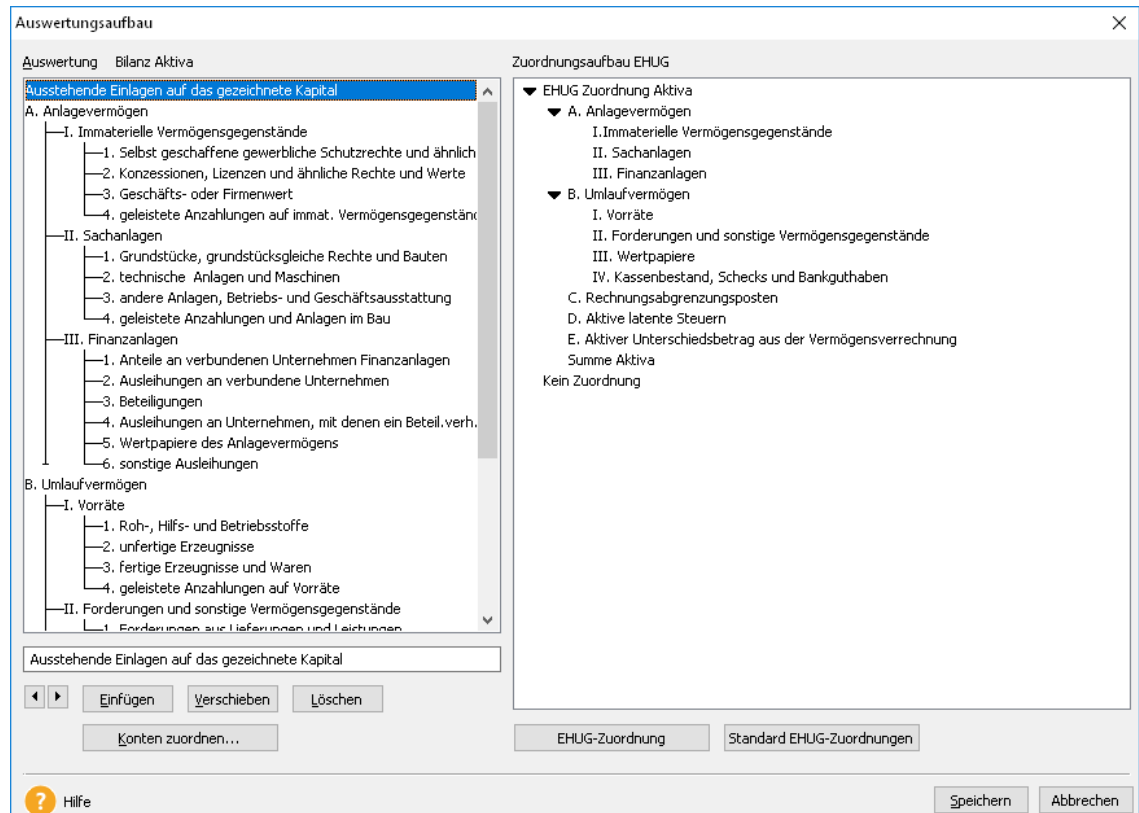 Auswertungsaufbau
Auswertung Bilanz Aktiva
Ausstehende Einlagen auf das gezeichnete Kapital
A. Anlagevermögen
I. Immaterielle Vermögensgegenstände
1. Selbst geschaffene gewerbliche Schutzrechte und ähnlich
2. Konzessionen, Lizenzen und ähnliche Rechte und Werte
3. Geschäfts- oder Firmenwert
4. geleistete Anzahlungen auf immat. Vermögensgegenstän
II. Sachanlagen
1. Grundstücke, grundstücksgleiche Rechte und Bauten
2. technische Anlagen und Maschinen
3. andere Anlagen, Betriebs- und Geschäftsausstattung
4. geleistete Anzahlungen und Anlagen im Bau
III. Finanzanlagen
1. Anteile an verbundenen Unternehmen Finanzanlagen
2. Ausleihungen an verbundene Unternehmen
3. Beteiligungen
4. Ausleihungen an Unternehmen, mit denen ein Beteil.verh.
5. Wertpapiere des Anlagevermögens
6. sonstige Ausleihungen
B. Umlaufvermögen
I. Vorräte
1. Roh-, Hilfs- und Betriebsstoffe
2. unfertige Erzeugnisse
3. fertige Erzeugnisse und Waren
4. geleistete Anzahlungen auf Vorräte
II. Forderungen und sonstige Vermögensgegenstände
1. Forderungen aus Lieferungen und Leistungen
Ausstehende Einlagen auf das gezeichnete Kapital
Einfügen
Verschieben
Löschen
Konten zuordnen...
Zuordnungsaufbau EHUG
EHUG Zuordnung Aktiva
A. Anlagevermögen
I.Immaterielle Vermögensgegenstände
II. Sachanlagen
III. Finanzanlagen
B. Umlaufvermögen
I. Vorräte
II. Forderungen und sonstige Vermögensgegenstände
III. Wertpapiere
IV. Kassenbestand, Schecks und Bankguthaben
C. Rechnungsabgrenzungsposten
D. Aktive latente Steuern
E. Aktiver Unterschiedsbetrag aus der Vermögensverrechnung
Summe Aktiva
Kein Zuordnung
EHUG-Zuordnung
Standard EHUG-Zuordnungen
? Hilfe
Speichern
Abbrechen